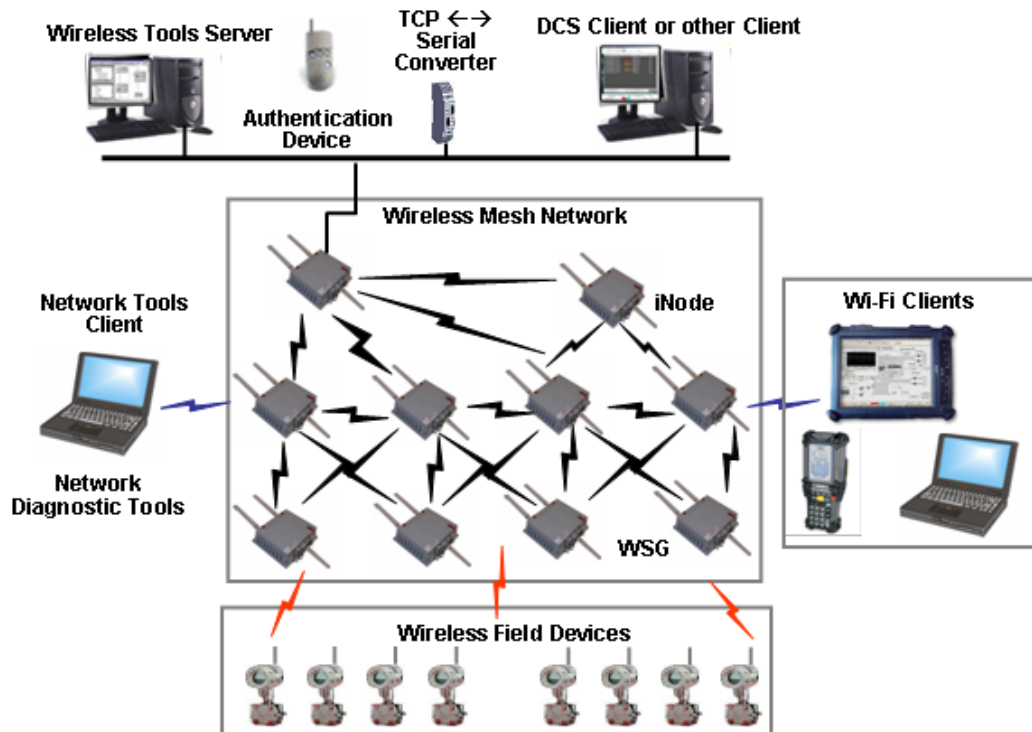 Wireless Tools Server
TCP ←→
Serial
Converter
DCS Client or other Client
Authentication
Device
Wireless Mesh Network
iNode
Network Tools
Client
Wi-Fi Clients
Network
Diagnostic Tools
WSG
Wireless Field Devices